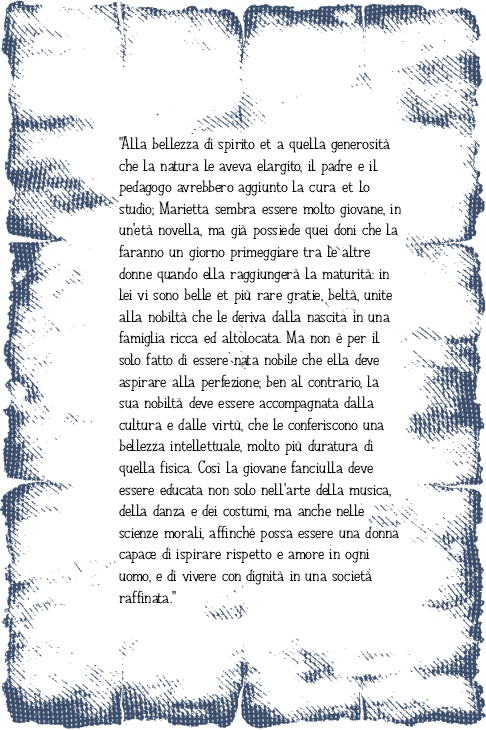 "Alla bellezza di spirito et a quella generosità
che la natura le aveva elargito, il padre e il
pedagogo avrebbero aggiunto la cura et lo
studio; Marietta sembra essere molto giovane, in
un'età novella, ma già possiede quei doni che la
faranno un giorno primeggiare tra le altre
donne quando ella raggiungerà la maturità: in
lei vi sono belle et più rare gratie, beltà, unite
alla nobiltà che le deriva dalla nascita in una
famiglia ricca ed altolocata. Ma non è per il
solo fatto di essere nata nobile che ella deve
aspirare alla perfezione; ben al contrario, la
sua nobiltà deve essere accompagnata dalla
cultura e dalle virtù, che le conferiscono una
bellezza intellettuale, molto più duratura di
quella fisica. Così la giovane fanciulla deve
essere educata non solo nell'arte della musica,
della danza e dei costumi, ma anche nelle
scienze morali, affinché possa essere una donna
capace di ispirare rispetto e amore in ogni
uomo, e di vivere con dignità in una società
raffinata."